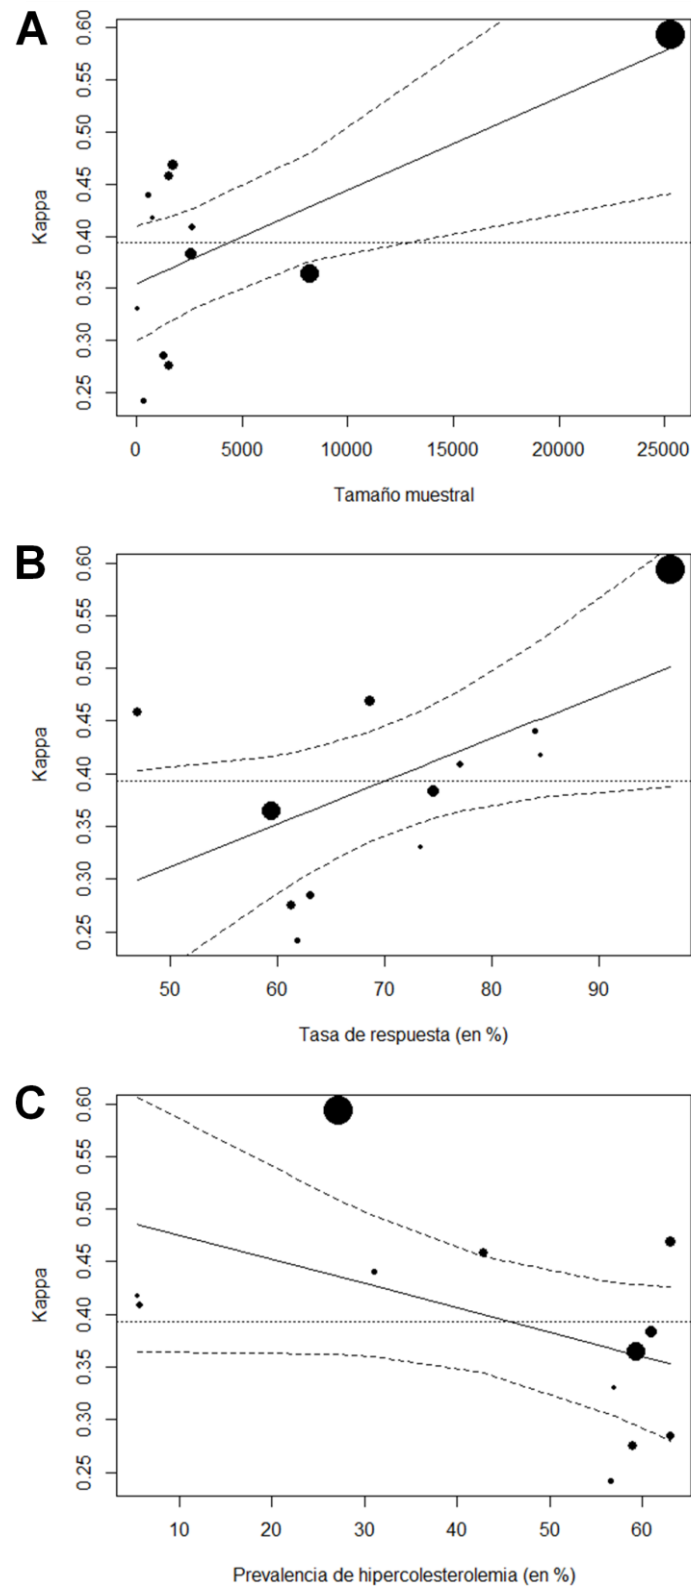 A
0.60
0.55
0.50
0.45
0.40
0.35
0.30
0.25
Kappa
0 5000 10000 15000 20000 25000
Tamaño muestral
B
0.60
0.55
0.50
0.45
0.40
0.35
0.30
0.25
Kappa
50 60 70 80 90
Tasa de respuesta (en %)
C
0.60
0.55
0.50
0.45
0.40
0.35
0.30
0.25
Kappa
10 20 30 40 50 60
Prevalencia de hipercolesterolemia (en %)